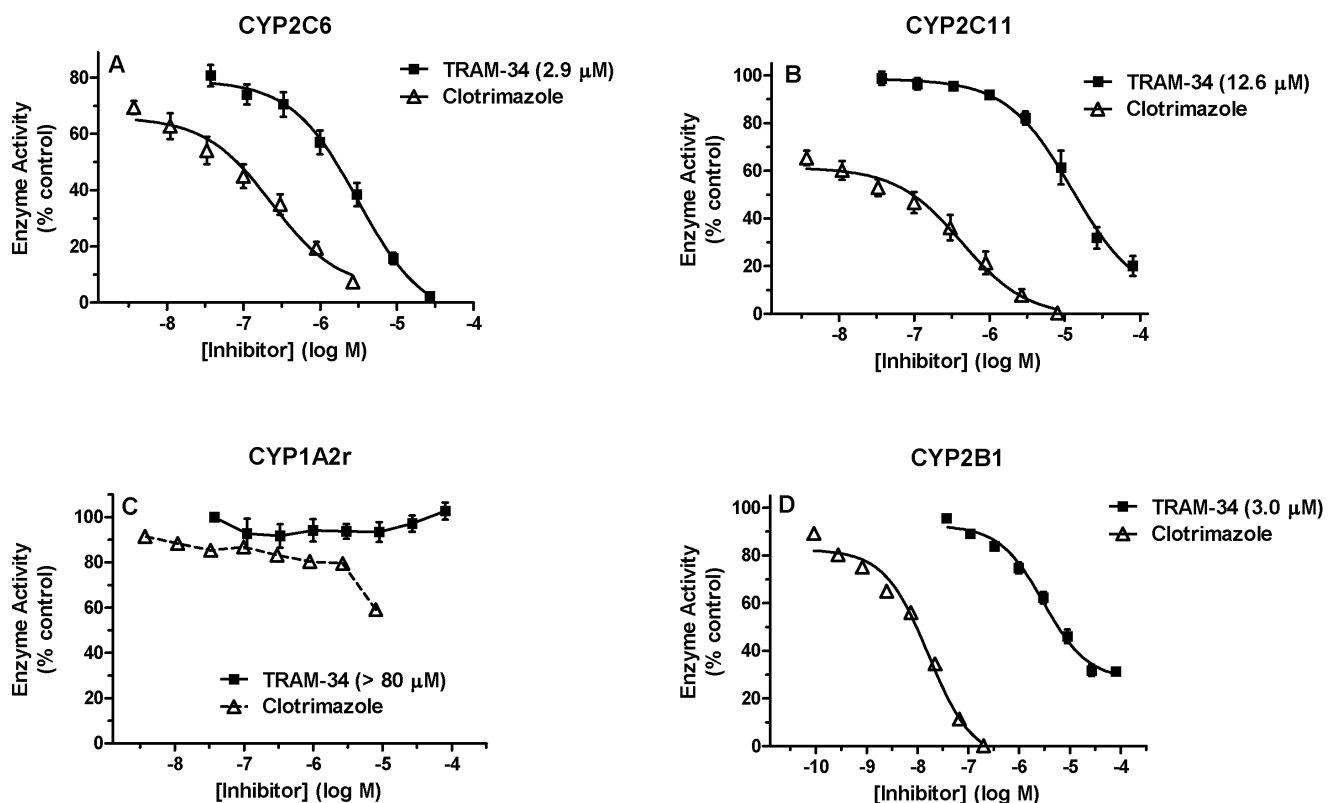 CYP2C6
A
TRAM-34 (2.9 μM)
Clotrimazole
Enzyme Activity
(% control)
80
60
40
20
0
-8 -7 -6 -5 -4
[Inhibitor] (log M)
CYP2C11
B
TRAM-34 (12.6 μM)
Clotrimazole
Enzyme Activity
(% control)
100
80
60
40
20
0
-8 -7 -6 -5 -4
[Inhibitor] (log M)
CYP1A2r
C
Enzyme Activity
(% control)
100
80
60
40
20
0
TRAM-34 (> 80 μM)
Clotrimazole
-8 -7 -6 -5 -4
[Inhibitor] (log M)
CYP2B1
D
TRAM-34 (3.0 μM)
Clotrimazole
Enzyme Activity
(% control)
100
80
60
40
20
0
-10 -9 -8 -7 -6 -5 -4
[Inhibitor] (log M)